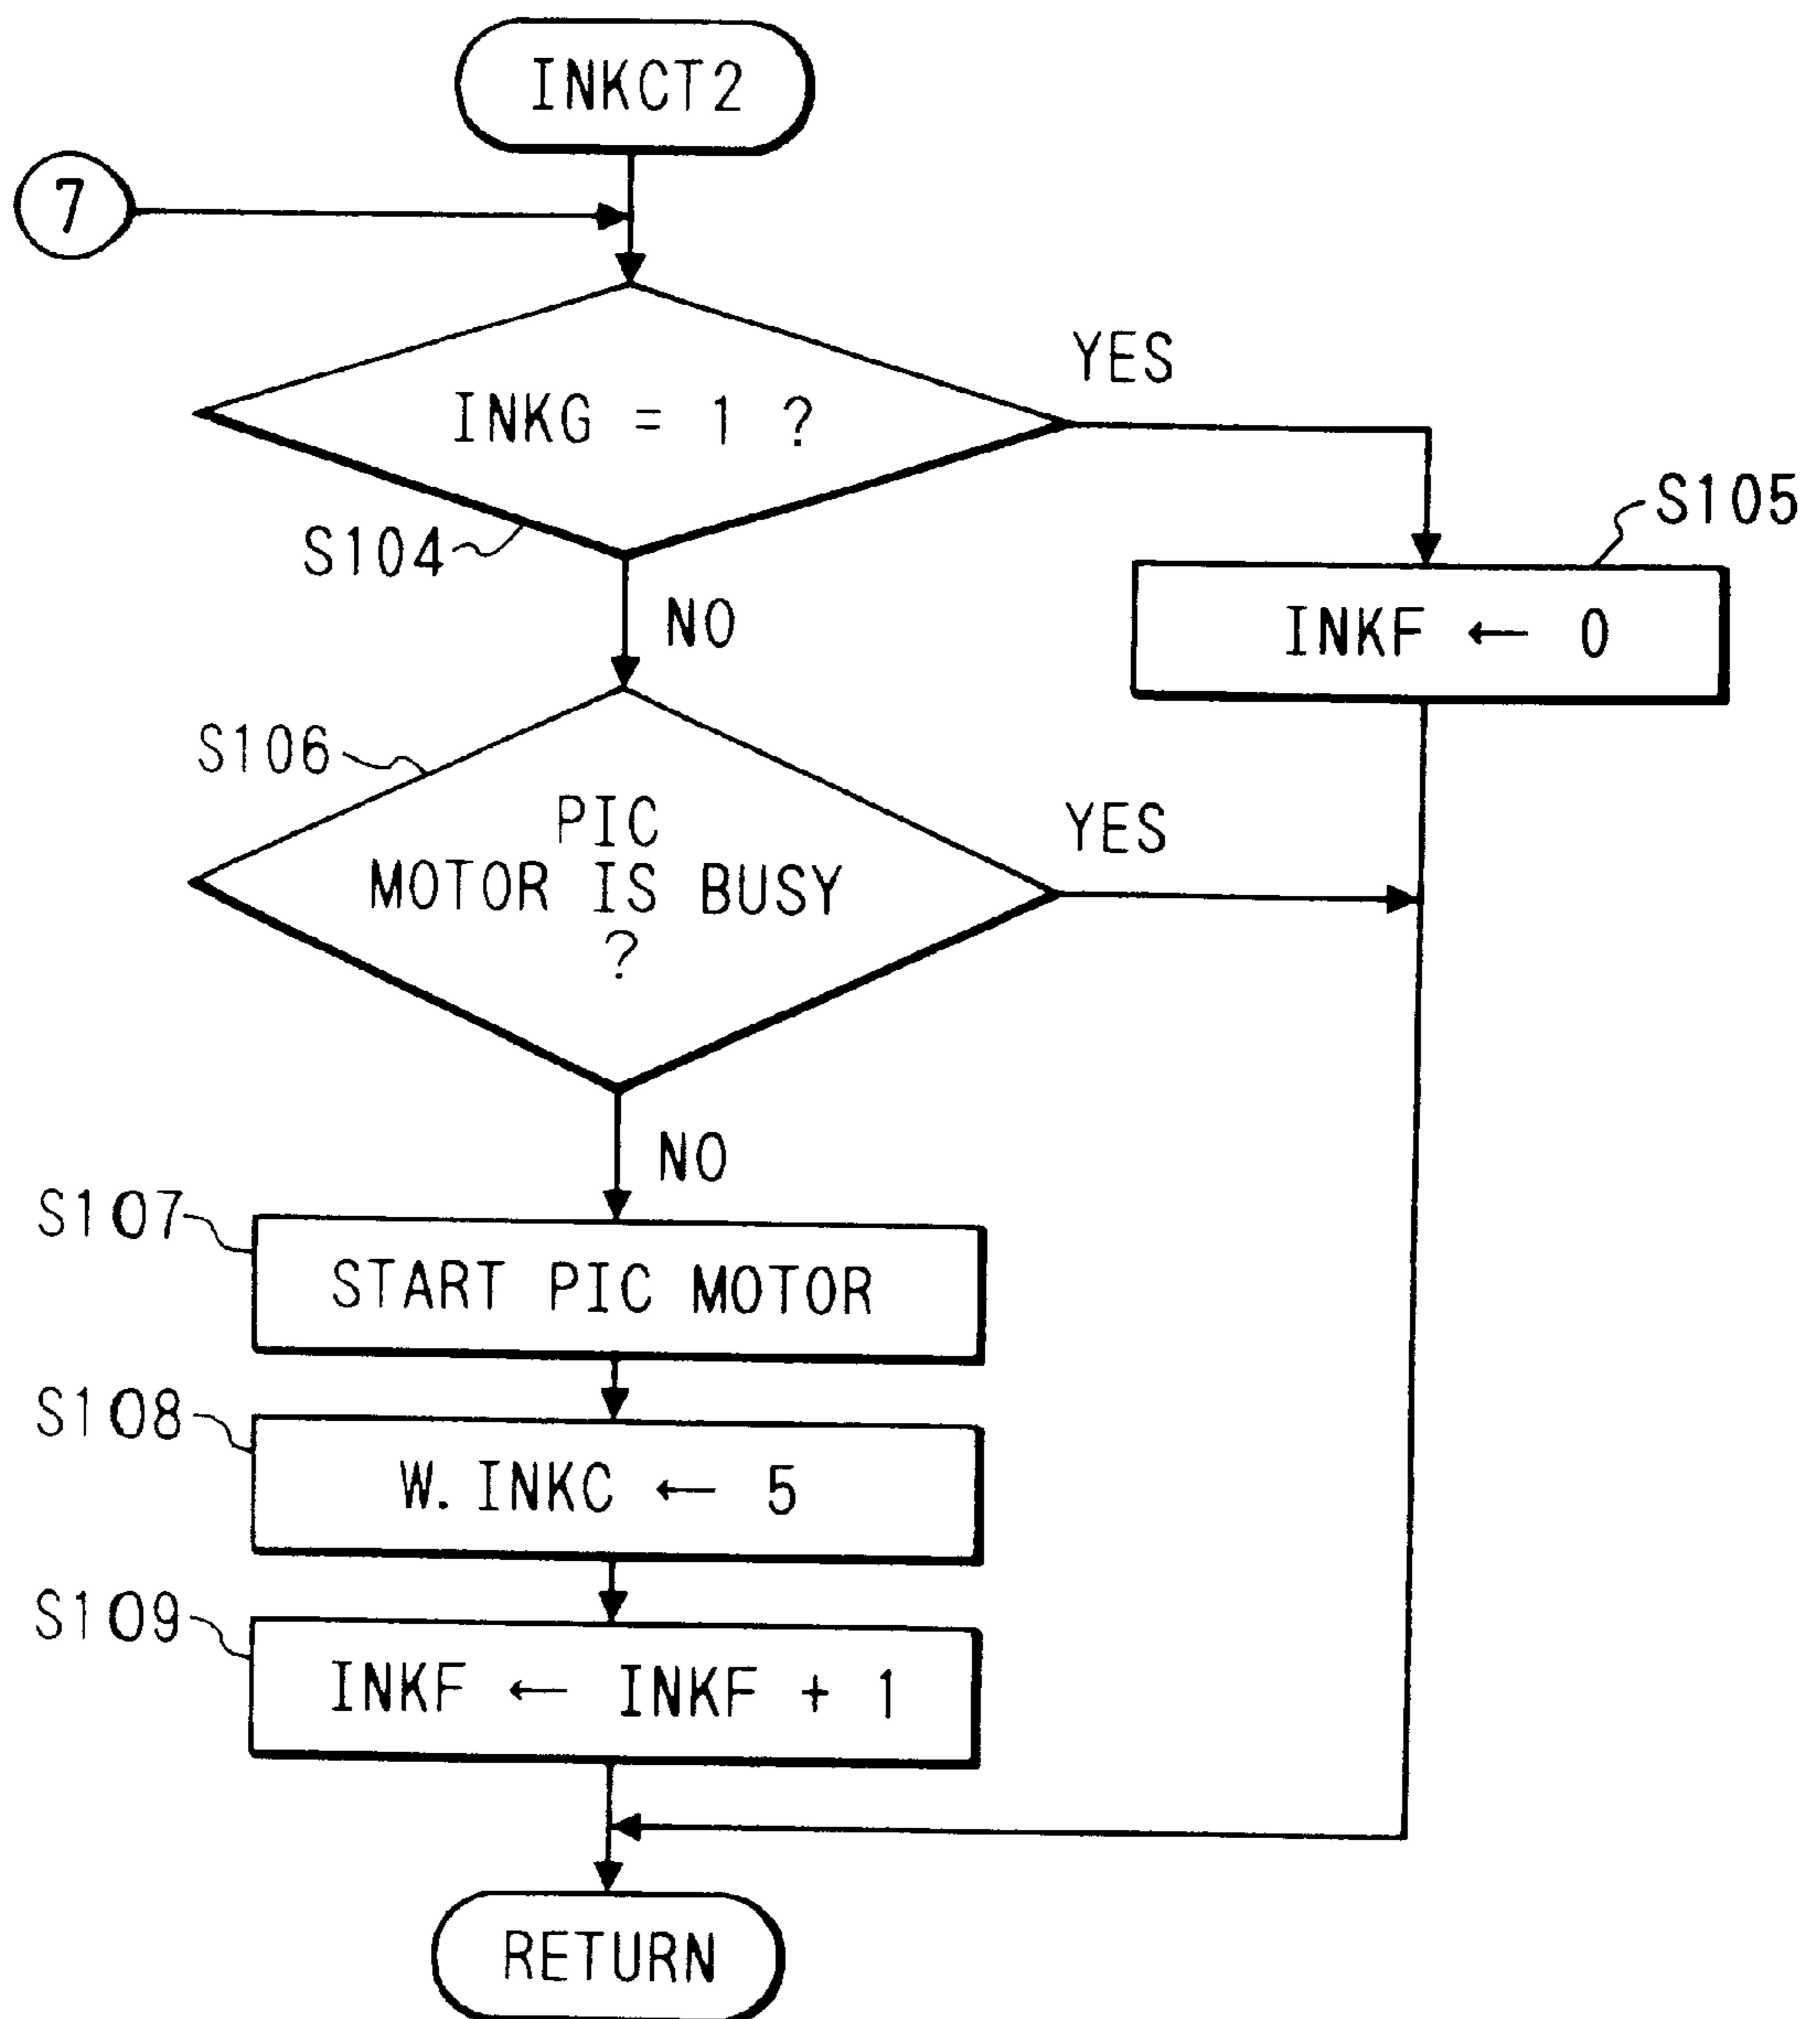 INKCT2
7
INKG = 1 ?
YES
S104
S105
NO
INKF ← 0
S106
PIC
MOTOR IS BUSY
?
YES
NO
S107
START PIC MOTOR
S108
W. INKC ← 5
S109
INKF ← INKF + 1
RETURN